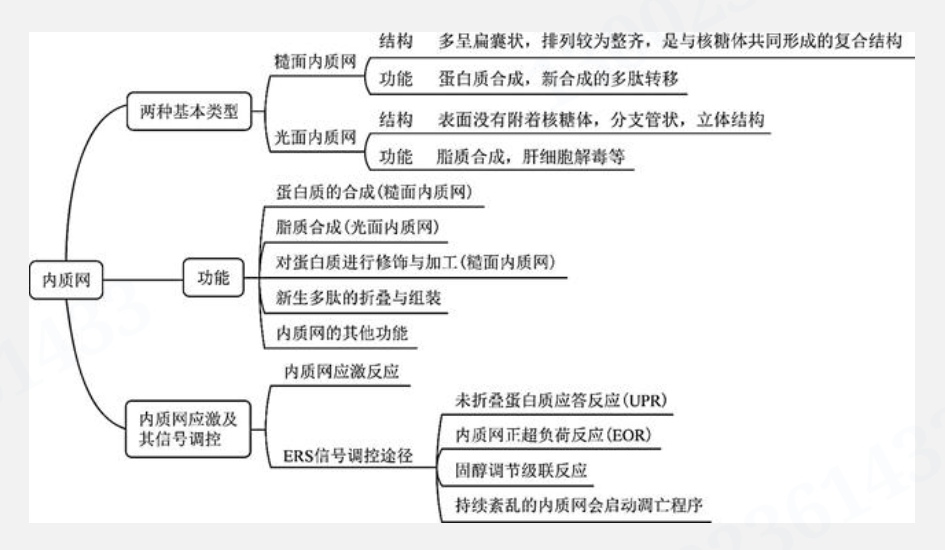 内质网
两种基本类型
糙面内质网
结构 多呈扁囊状，排列较为整齐，是与核糖体共同形成的复合结构
功能 蛋白质合成，新合成的多肽转移
光面内质网
结构 表面没有附着核糖体，分支管状，立体结构
功能 脂质合成，肝细胞解毒等
功能
蛋白质的合成(糙面内质网)
脂质合成(光面内质网)
对蛋白质进行修饰与加工(糙面内质网)
新生多肽的折叠与组装
内质网的其他功能
内质网应激及
其信号调控
内质网应激反应
ERS信号调控途径
未折叠蛋白质应答反应(UPR)
内质网正超负荷反应(EOR)
固醇调节级联反应
持续紊乱的内质网会启动凋亡程序